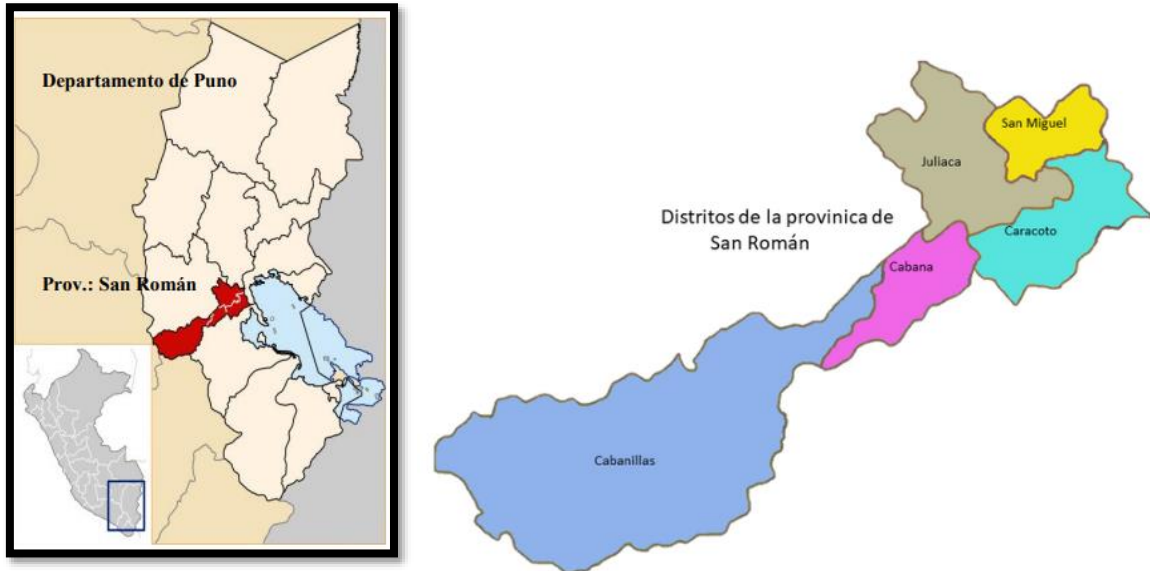 Departamento de Puno
Prov.: San Román
San Miguel
Juliaca
Distritos de la provinica de
San Román
Caracoto
Cabana
Cabanillas